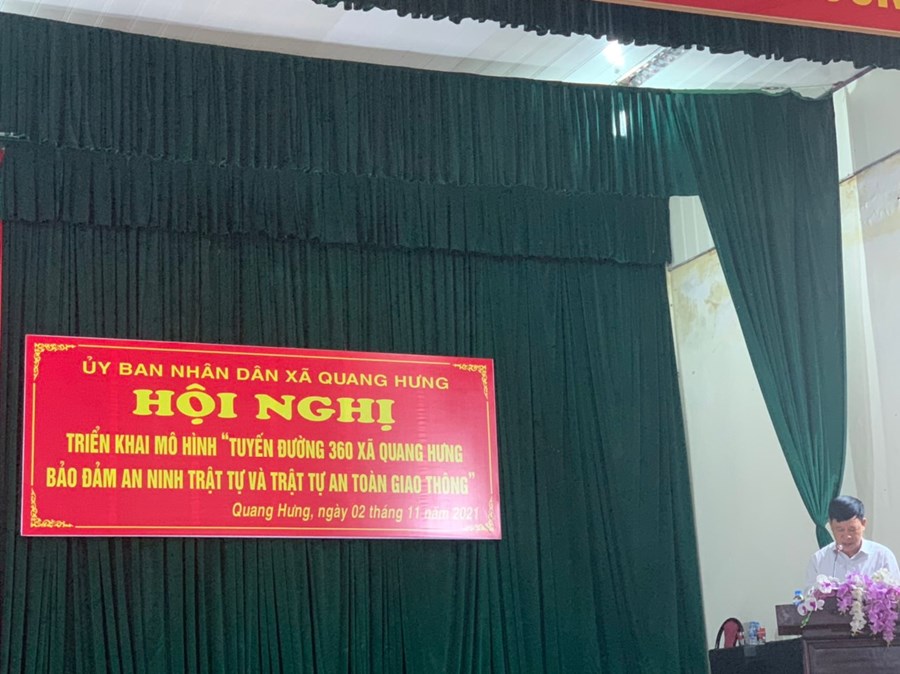 ỦY BAN NHÂN DÂN XÃ QUANG HƯNG
HỘI NGHỊ
TRIỂN KHAI MÔ HÌNH “TUYẾN ĐƯỜNG 360 XÃ QUANG HƯNG
BẢO ĐẢM AN NINH TRẬT TỰ VÀ TRẬT TỰ AN TOÀN GIAO THÔNG”
Quang Hưng, ngày 02 tháng 11 năm 2021